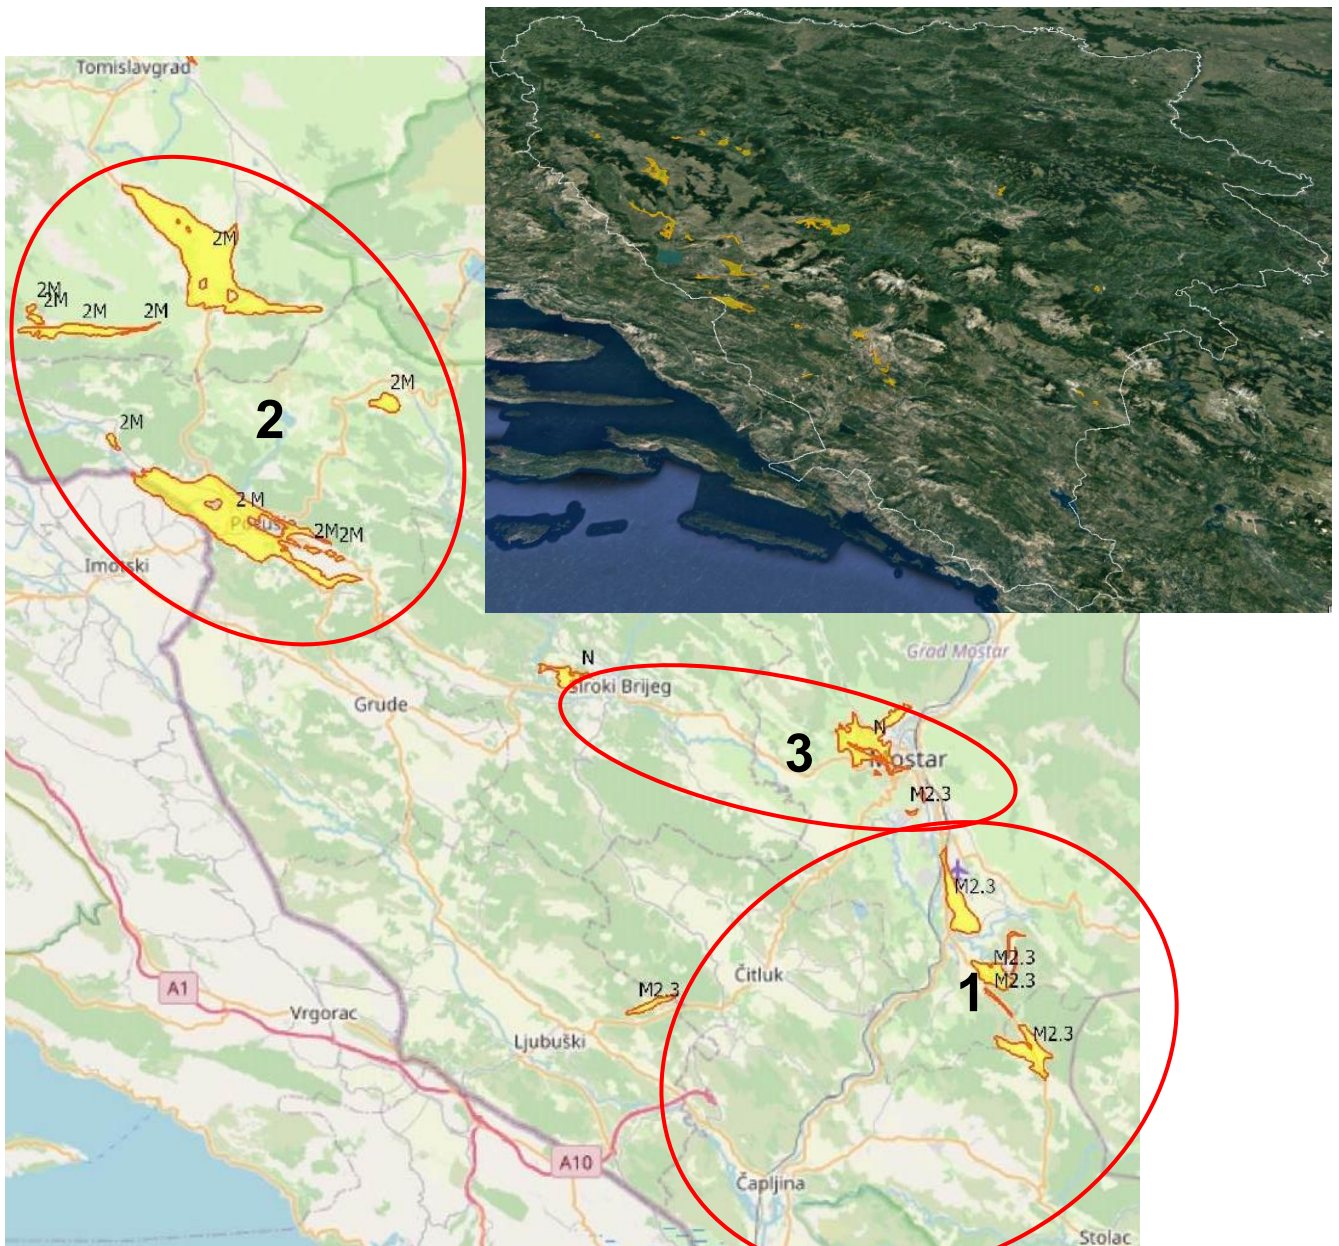 Tomislavgrad
2M
2M
2M
2M
2M
2M
2M
2
2 M
Posušje
2M
2M
Imotski
Grad Mostar
N
Široki Brijeg
Grude
N
3
Mostar
M2.3
M2.3
M2.3
Čitluk
M2.3
1
M2.3
A1
Vrgorac
M2.3
Ljubuški
A10
Čapljina
Stolac